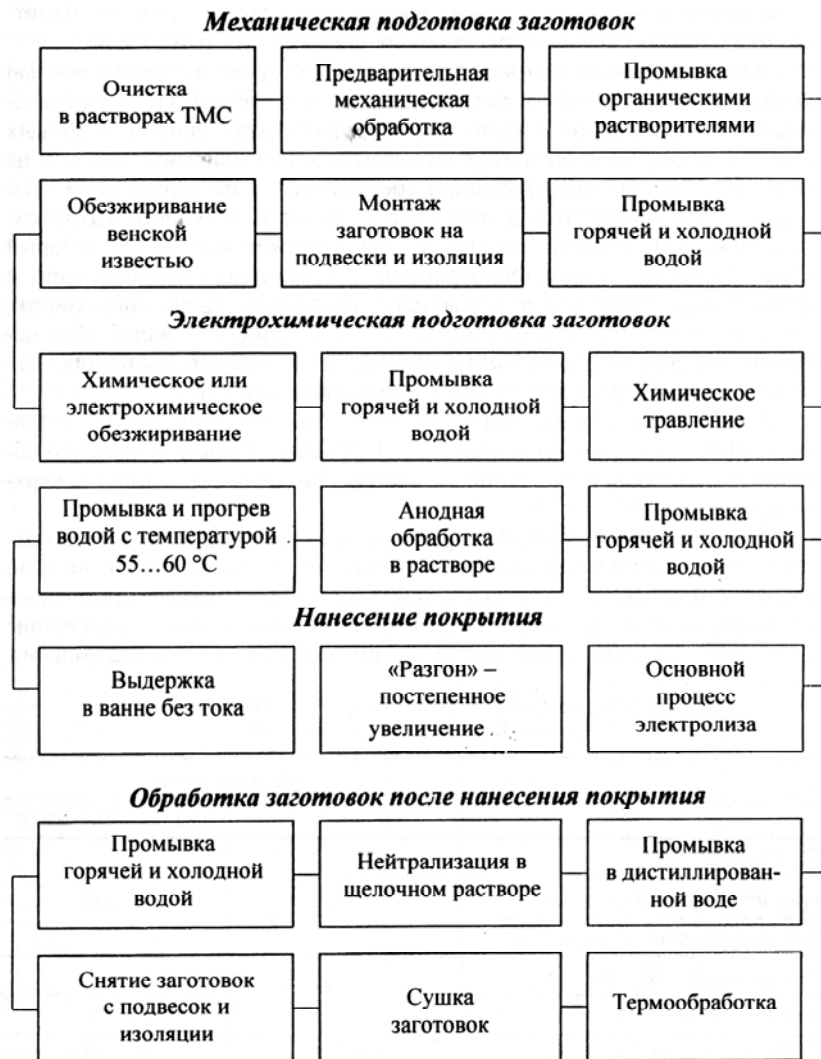 Механическая подготовка заготовок
Очистка
в растворах ТМС
Предварительная
механическая
обработка
Промывка
органическими
растворителями
Обезжиривание
венской
известью
Монтаж
заготовок на
подвески и изоляция
Промывка
горячей и холодной
водой
Электрохимическая подготовка заготовок
Химическое или
электрохимическое
обезжиривание
Промывка
горячей и холодной
водой
Химическое
травление
Промывка и прогрев
водой с температурой
55...60 °С
Анодная
обработка
в растворе
Промывка
горячей и холодной
водой
Нанесение покрытия
Выдержка
в ванне без тока
«Разгон» –
постепенное
увеличение
Основной
процесс
электролиза
Обработка заготовок после нанесения покрытия
Промывка
горячей и холодной
водой
Нейтрализация в
щелочном растворе
Промывка
в дистиллирован-
ной воде
Снятие заготовок
с подвесок и
изоляции
Сушка
заготовок
Термообработка